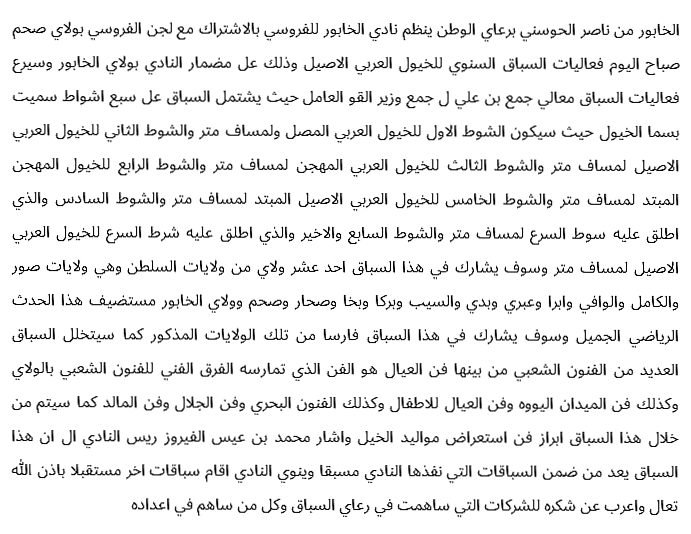 الخابور من ناصر الحوسني برعاي الوطن ينظم نادي الخابور للفروسي بالاشتراك مع لجن الفروسي بولاي صحم
صباح اليوم فعاليات السباق السنوي للخيول العربي الاصيل وذلك عل مضمار النادي بولاي الخابور وسيرع
فعاليات السباق معالي جمع بن علي ل جمع وزير القو العامل حيث يشتمل السباق عل سبع اشواط سميت
بسما الخيول حيث سيكون الشوط الاول للخيول العربي المصل ولمساف متر والشوط الثاني للخيول العربي
الاصيل لمساف متر والشوط الثالث للخيول العربي المهجن لمساف متر والشوط الرابع للخيول المهجن
المبتد لمساف متر والشوط الخامس للخيول العربي الاصيل المبتد لمساف متر والشوط السادس والذي
اطلق عليه سوط السرع لمساف متر والشوط السابع والاخير والذي اطلق عليه شرط السرع للخيول العربي
الاصيل لمساف متر وسوف يشارك في هذا السباق احد عشر ولاي من ولايات السلطن وهي ولايات صور
والكامل والوافي وابرا وعبري وبدي والسيب وبركا وبخا وصحار وصحم وولاي الخابور مستضيف هذا الحدث
الرياضي الجميل وسوف يشارك في هذا السباق فارسا من تلك الولايات المذكور كما سيتخلل السباق
العديد من الفنون الشعبي من بينها فن العيال هو الفن الذي تمارسه الفرق الفني للفنون الشعبي بالولاي
وكذلك فن الميدان اليووه وفن العيال للاطفال وكذلك الفنون البحري وفن الجلال وفن المالد كما سيتم من
خلال هذا السباق ابراز فن استعراض مواليد الخيل واشار محمد بن عيس الفيروز ريس النادي ال ان هذا
السباق يعد من ضمن السباقات التي نفذها النادي مسبقا وينوي النادي اقام سباقات اخر مستقبلا باذن الله
تعال واعرب عن شكره للشركات التي ساهمت في رعاي السباق وكل من ساهم في اعداده